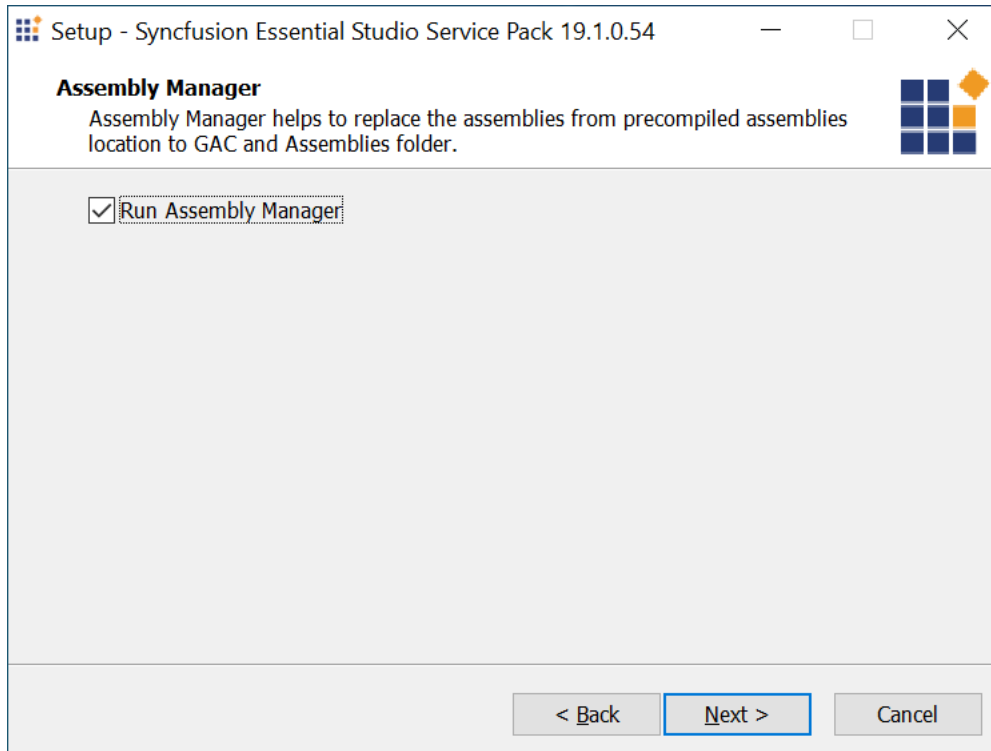 Setup - Syncfusion Essential Studio Service Pack 19.1.0.54
Assembly Manager
Assembly Manager helps to replace the assemblies from precompiled assemblies
location to GAC and Assemblies folder.
Run Assembly Manager
< Back
Next >
Cancel